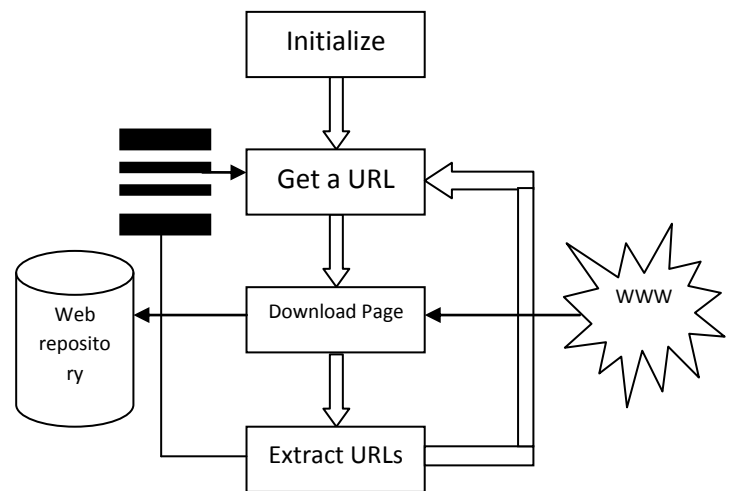 Initialize
Get a URL
WWW
Download Page
Web
reposito
ry
Extract URLs